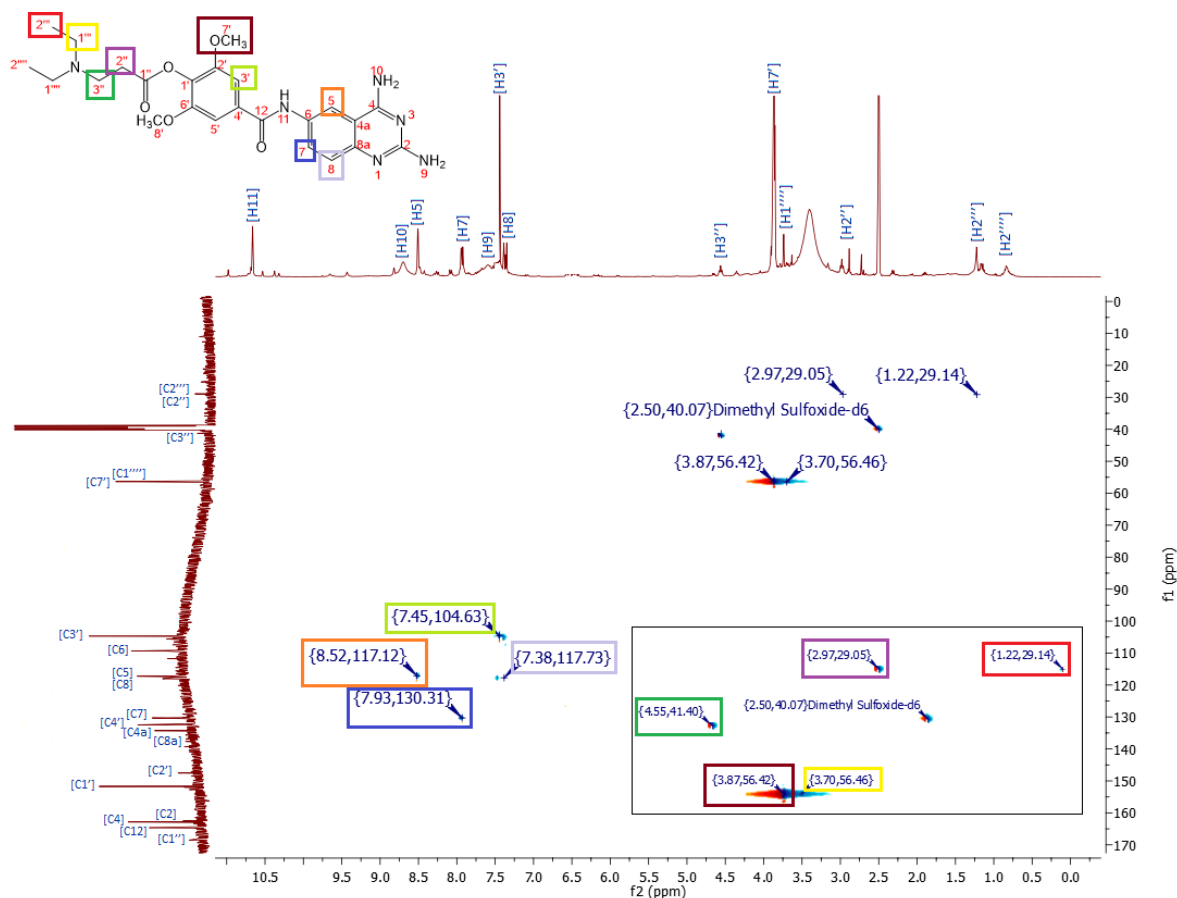 2'''
1'''
2''''
N
1''''
3''
2''
1''
O
O
7'
OCH3
2'
3'
1'
6'
5'
4'
H3CO
8'
12
O
NH
11
6
5
7
8
4a
8a
4
10
NH2
N
3
2
N
1
NH2
9
[H11]
[H10]
[H5]
[H7]
[H9]
[H3']
[H8]
[H3'']
[H7']
[H1'''']
[H2'']
[H2''']
[H2'''']
[C2''']
[C2'']
[C3'']
[C1'''']
[C7']
[C3']
[C6]
[C5]
[C8]
[C7]
[C4']
[C4a]
[C8a]
[C2']
[C1']
[C2]
[C4]
[C12]
[C1'']
{2.97,29.05}
{1.22,29.14}
{2.50,40.07}Dimethyl Sulfoxide-d6
{3.87,56.42}
{3.70,56.46}
{7.45,104.63}
{8.52,117.12}
{7.38,117.73}
{7.93,130.31}
{2.97,29.05}
{1.22,29.14}
{4.55,41.40}
{2.50,40.07}Dimethyl Sulfoxide-d6
{3.87,56.42}
{3.70,56.46}
0
10
20
30
40
50
60
70
80
90
100
110
120
130
140
150
160
170
f1 (ppm)
10.5
9.5
9.0
8.5
8.0
7.5
7.0
6.5
6.0
5.5
5.0
4.5
4.0
3.5
3.0
2.5
2.0
1.5
1.0
0.5
0.0
f2 (ppm)